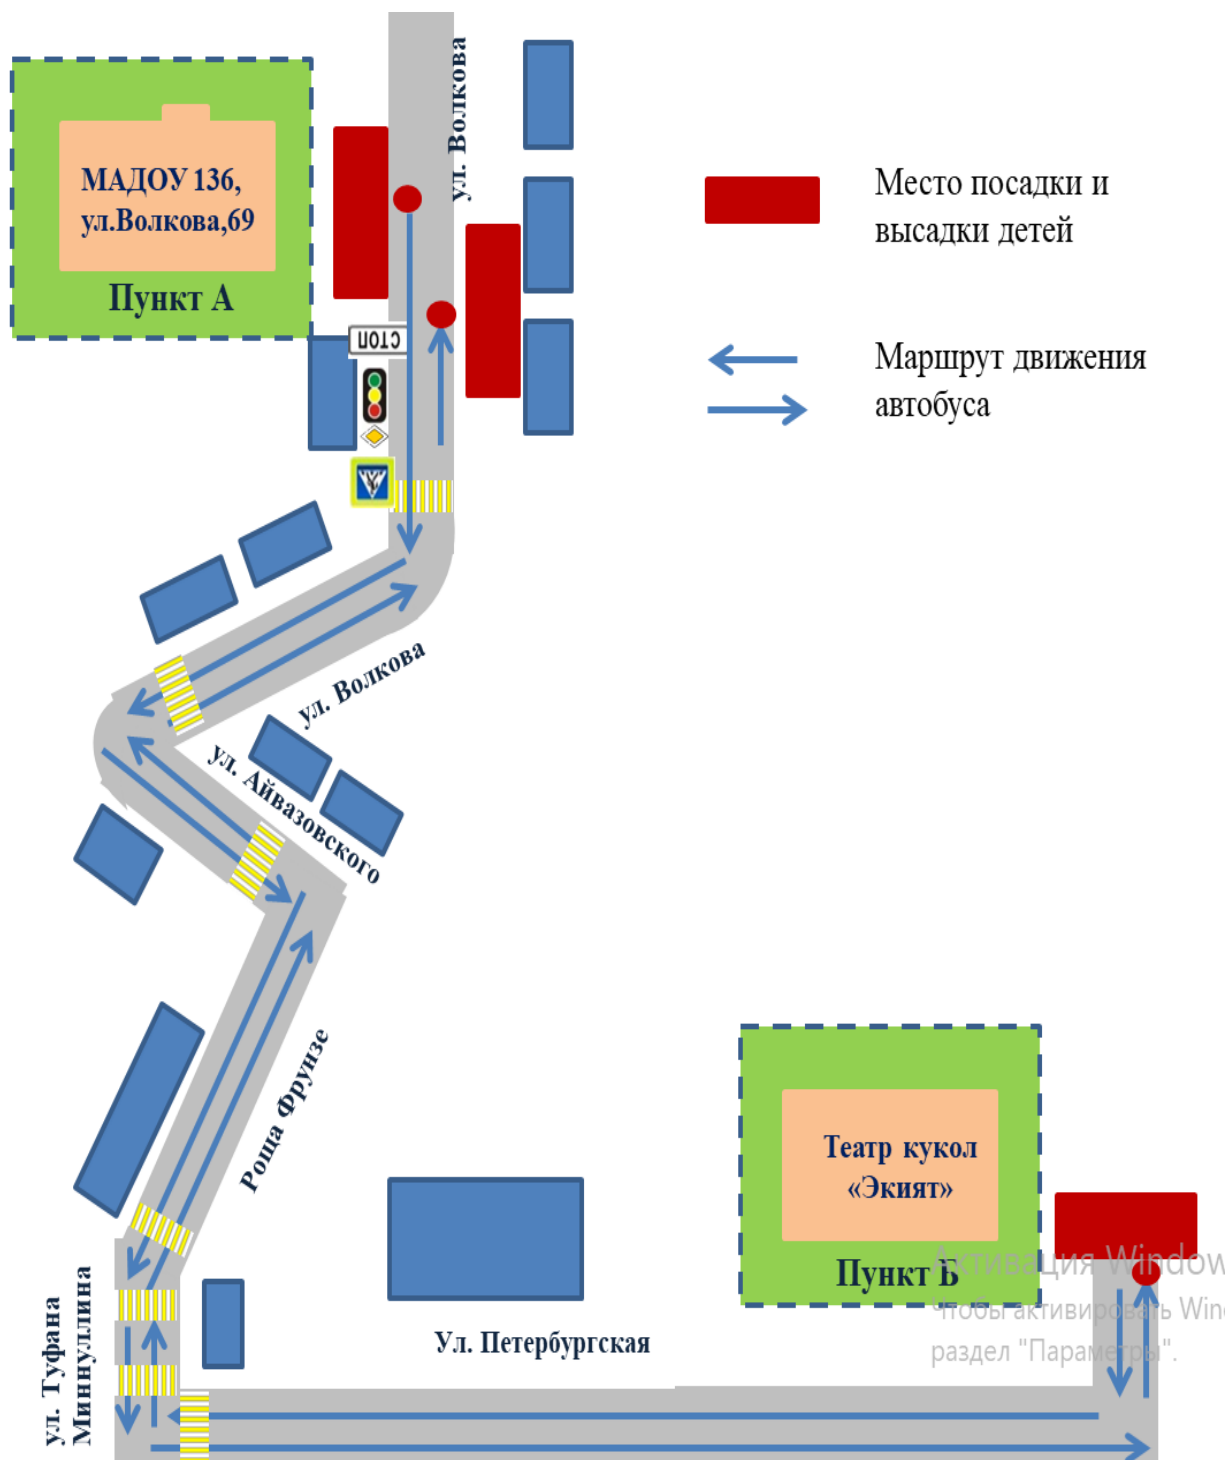 ул. Волкова
МАДОУ 136,
ул.Волкова,69
Пункт А
Место посадки и
высадки детей
СТОП
Маршрут движения
автобуса
ул. Волкова
ул. Айвазовского
Роща Фрунзе
Театр кукол
«Экият»
Пункт Б
Активация Window
Чтобы активировать Wind
раздел "Параметры".
ул. Туфана
Миннуллина
Ул. Петербургская